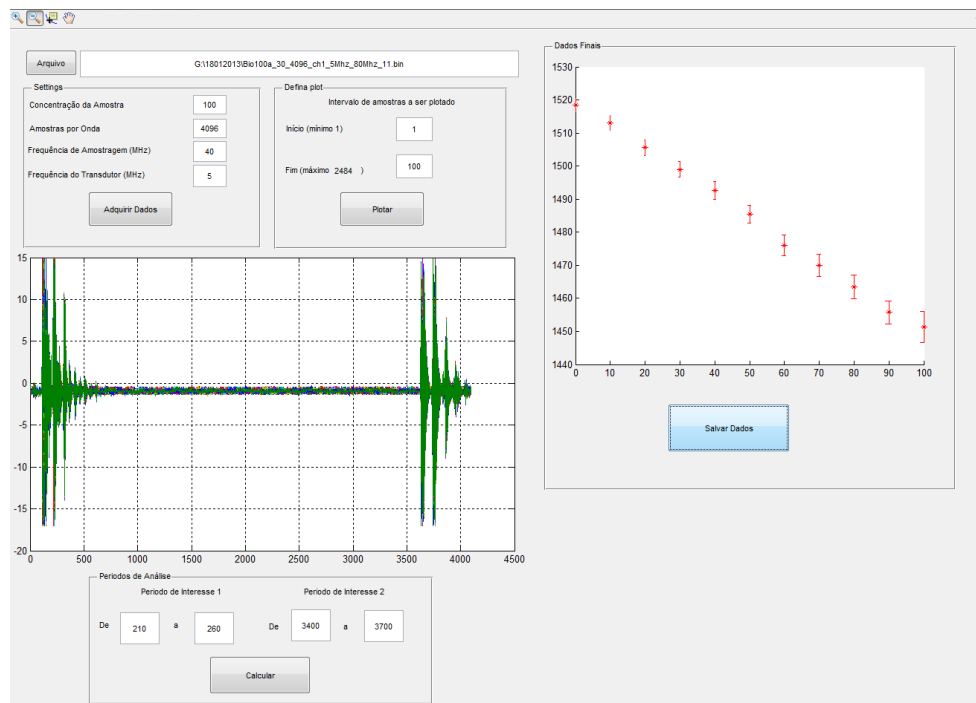 Arquivo
G:\18012013\Bio100a_30_4096_ch1_5Mhz_80Mhz_11.bin
Settings
Concentração da Amostra 100
Amostras por Onda 4096
Frequência de Amostragem (MHz) 40
Frequência do Transdutor (MHz) 5
Adquirir Dados
Defina plot
Intervalo de amostras a ser plotado
Início (mínimo 1) 1
Fim (máximo 2484 ) 100
Plotar
15
10
5
0
-5
-10
-15
-20
0 500 1000 1500 2000 2500 3000 3500 4000 4500
Periodos de Análise
Periodo de Interesse 1
De 210 a 260
Periodo de Interesse 2
De 3400 a 3700
Calcular
Dados Finais
1530
1520
1510
1500
1490
1480
1470
1460
1450
1440
0 10 20 30 40 50 60 70 80 90 100
Salvar Dados